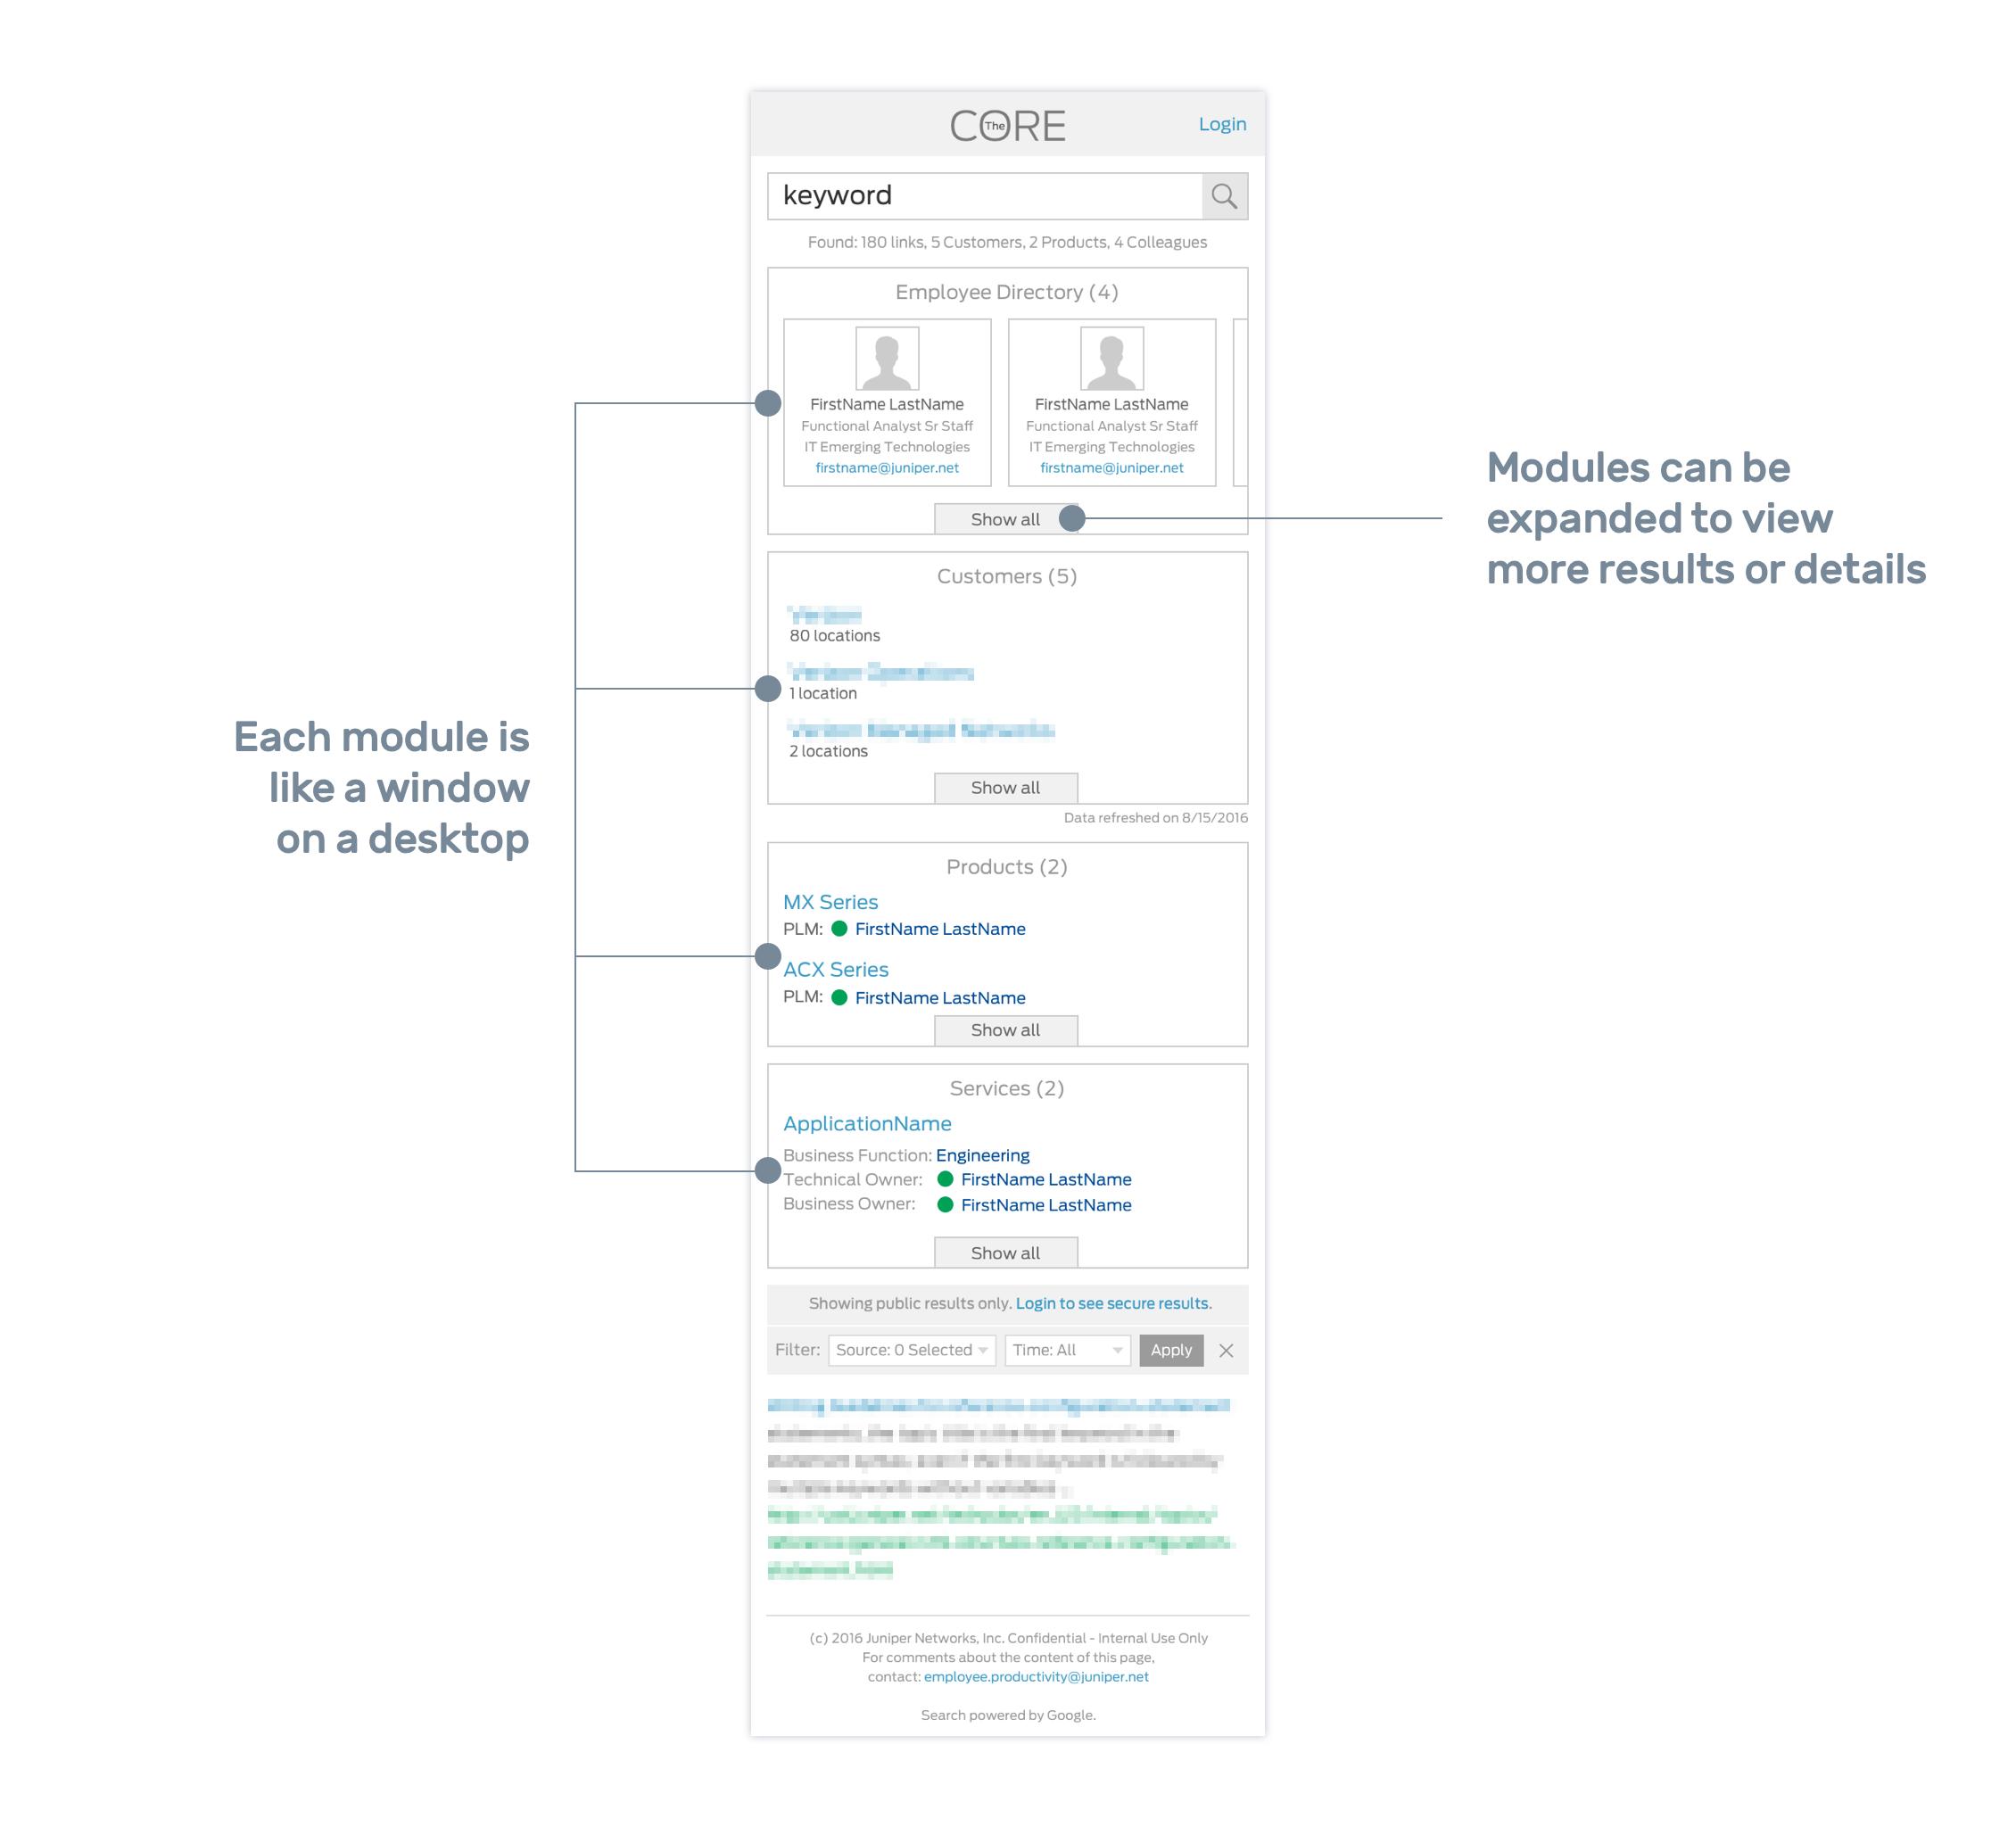 The CORE
Login
keyword
Found: 180 links, 5 Customers, 2 Products, 4 Colleagues
Employee Directory (4)
FirstName LastName
Functional Analyst Sr Staff
IT Emerging Technologies
firstname@juniper.net
FirstName LastName
Functional Analyst Sr Staff
IT Emerging Technologies
firstname@juniper.net
Show all
Modules can be
expanded to view
more results or details
Customers (5)
80 locations
1 location
2 locations
Show all
Data refreshed on 8/15/2016
Each module is
like a window
on a desktop
Products (2)
MX Series
PLM: FirstName LastName
ACX Series
PLM: FirstName LastName
Show all
Services (2)
ApplicationName
Business Function: Engineering
Technical Owner: FirstName LastName
Business Owner: FirstName LastName
Show all
Showing public results only. Login to see secure results.
Filter: Source: 0 Selected Time: All Apply
(c) 2016 Juniper Networks, Inc. Confidential - Internal Use Only
For comments about the content of this page,
contact: employee.productivity@juniper.net
Search powered by Google.